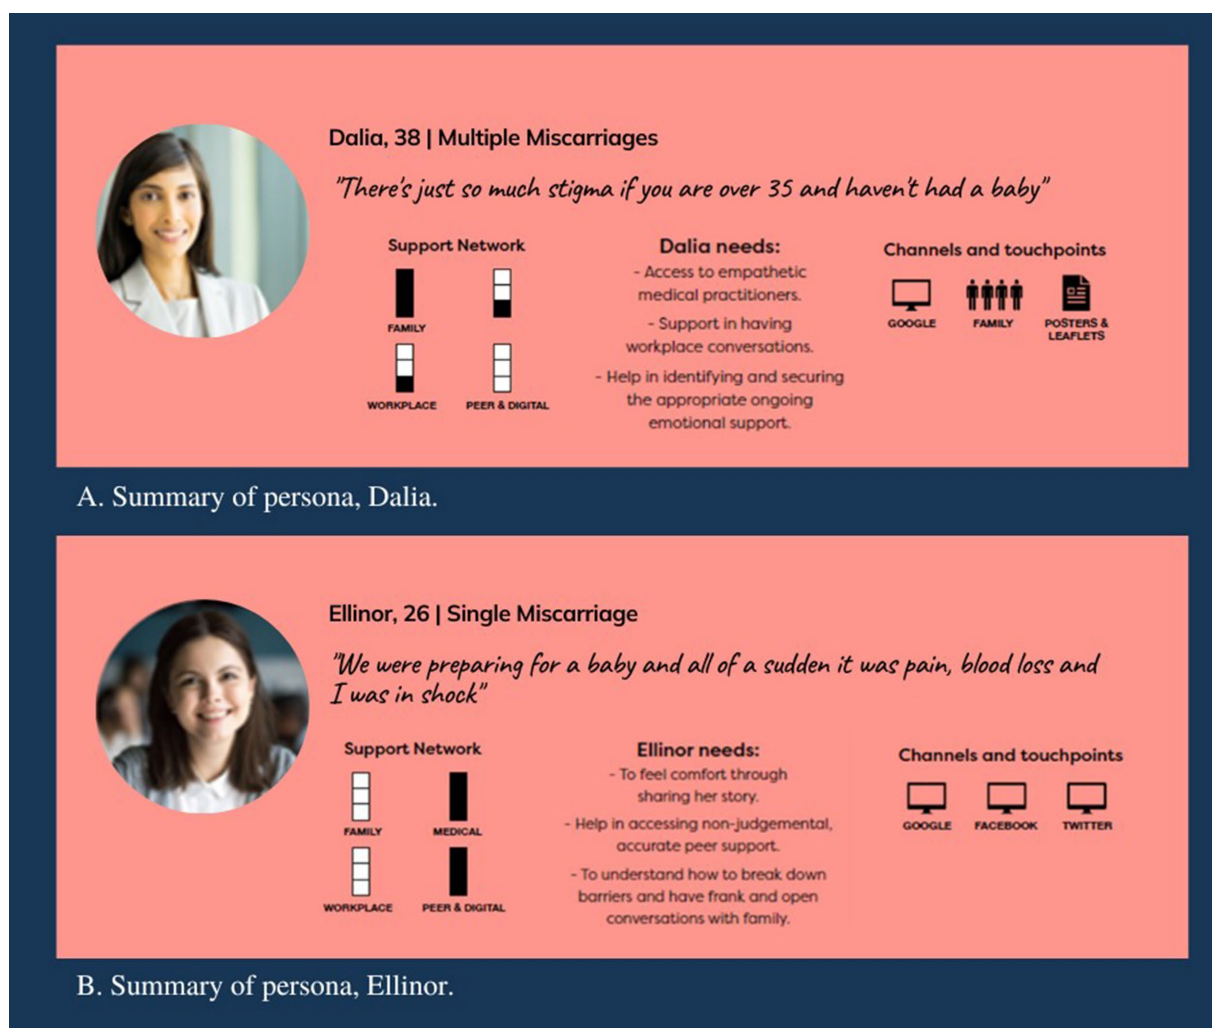 Dalia, 38 | Multiple Miscarriages
"There's just so much stigma if you are over 35 and haven't had a baby"
Support Network
FAMILY
WORKPLACE
PEER & DIGITAL
Dalia needs:
- Access to empathetic
medical practitioners.
- Support in having
workplace conversations.
- Help in identifying and securing
the appropriate ongoing
emotional support.
Channels and touchpoints
GOOGLE
FAMILY
POSTERS &
LEAFLETS
A. Summary of persona, Dalia.
Ellinor, 26 | Single Miscarriage
"We were preparing for a baby and all of a sudden it was pain, blood loss and
I was in shock"
Support Network
FAMILY
MEDICAL
WORKPLACE
PEER & DIGITAL
Ellinor needs:
- To feel comfort through
sharing her story.
- Help in accessing non-judgemental,
accurate peer support.
- To understand how to break down
barriers and have frank and open
conversations with family.
Channels and touchpoints
GOOGLE
FACEBOOK
TWITTER
B. Summary of persona, Ellinor.